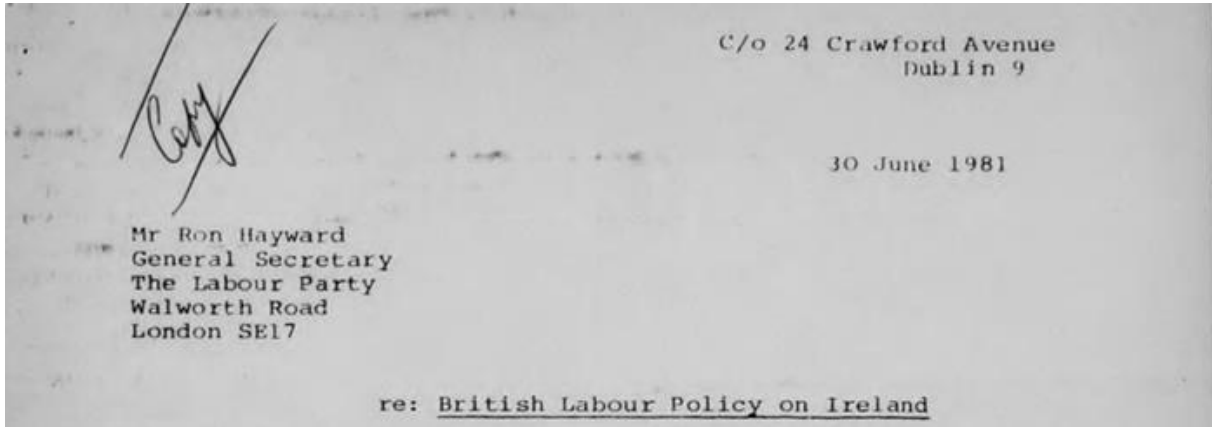 C/o 24 Crawford Avenue
Dublin 9
Copy
30 June 1981
Mr Ron Hayward
General Secretary
The Labour Party
Walworth Road
London SE17
re: British Labour Policy on Ireland